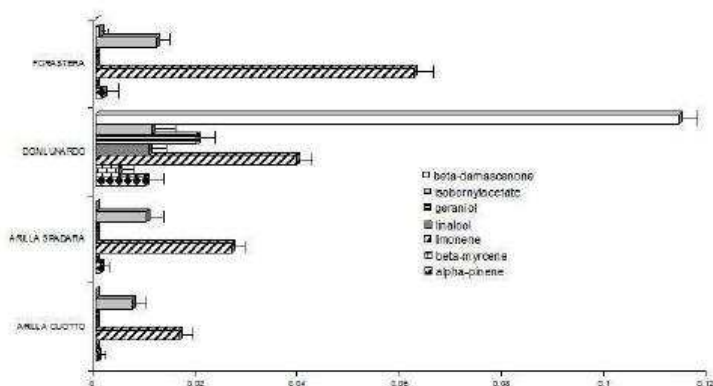 FORASTERA
DONLUNARDO
ARILLA SPADARA
ARILLA CUOTTO
beta-damascenone
isobornylacetate
geraniol
linalool
limonene
beta-myrcene
alpha-pinene
0 0.02 0.04 0.06 0.08 0.1 0.12